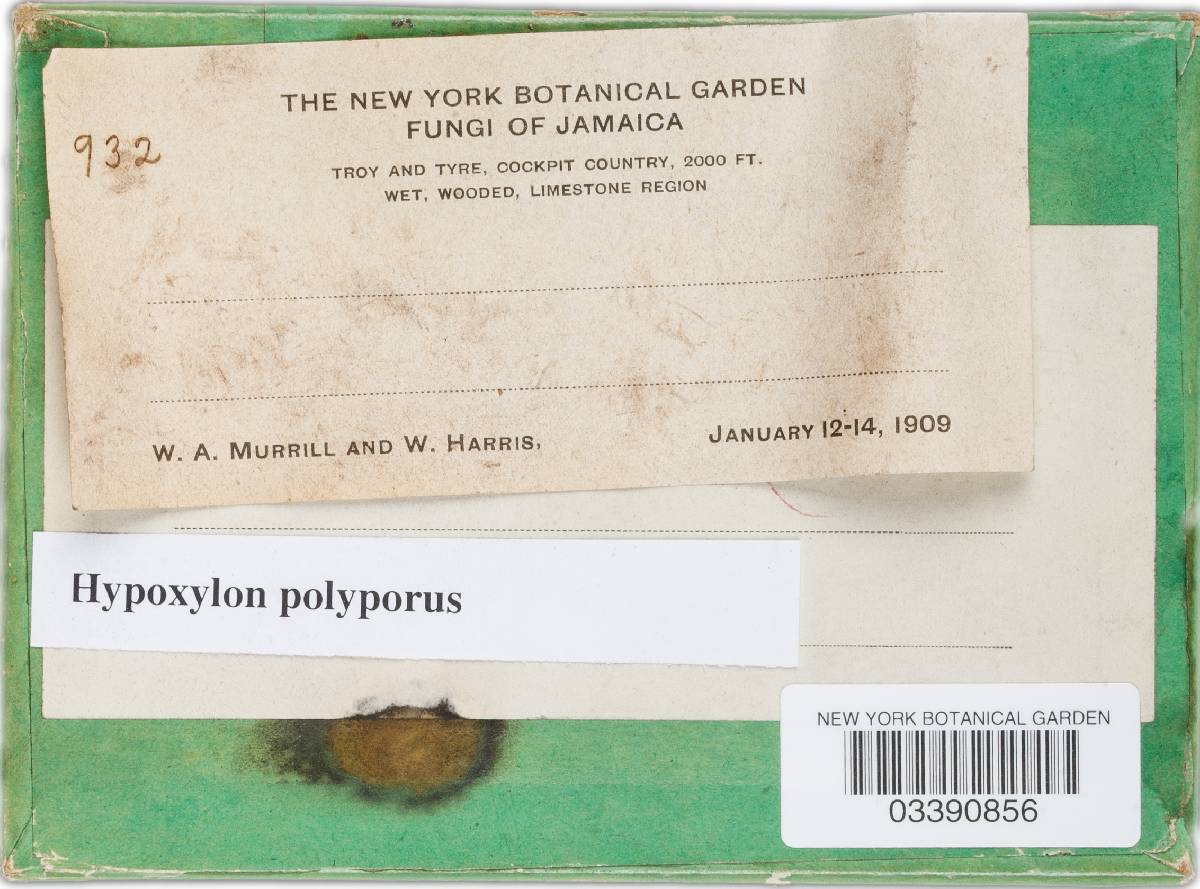 THE NEW YORK BOTANICAL GARDEN
FUNGI OF JAMAICA
932
TROY AND TYRE, COCKPIT COUNTRY, 2000 FT.
WET, WOODED, LIMESTONE REGION
W. A. MURRILL AND W. HARRIS, JANUARY 12-14, 1909
Hypoxylon polyporus
NEW YORK BOTANICAL GARDEN
03390856